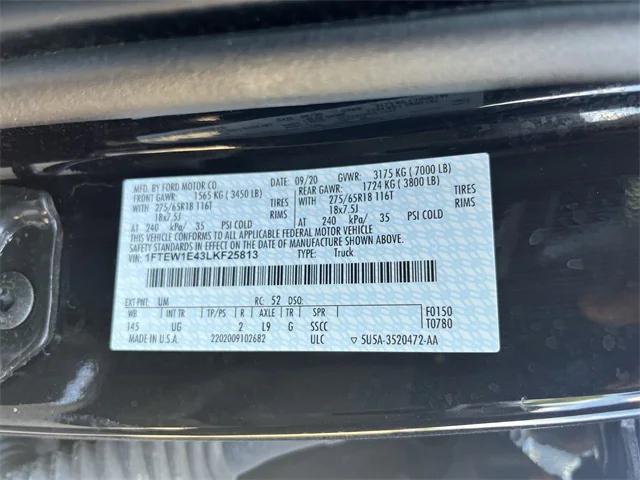 MFD. BY FORD MOTOR CO. DATE: 09/20 GVWR: 3175 KG ( 7000 LB)
FRONT GAWR: 1565 KG ( 3450 LB) REAR GAWR: 1724 KG ( 3800 LB)
WITH 275/65R18 116T TIRES WITH 275/65R18 116T TIRES
18x7.5J RIMS 18x7.5J RIMS
AT 240 kPa/ 35 PSI COLD AT 240 kPa/ 35 PSI COLD
THIS VEHICLE CONFORMS TO ALL APPLICABLE FEDERAL MOTOR VEHICLE
SAFETY STANDARDS IN EFFECT ON THE DATE OF MANUFACTURE SHOWN ABOVE.
VIN: 1FTEW1E43LKF25813 TYPE: Truck
EXT PNT: UM RC: 52 DSO:
WB INT TR TP/PS R AXLE TR SPR F0150
145 UG 2 L9 G SSCC T0780
MADE IN U.S.A. 2202009102682 ULC ▽ 5U5A-3520472-AA